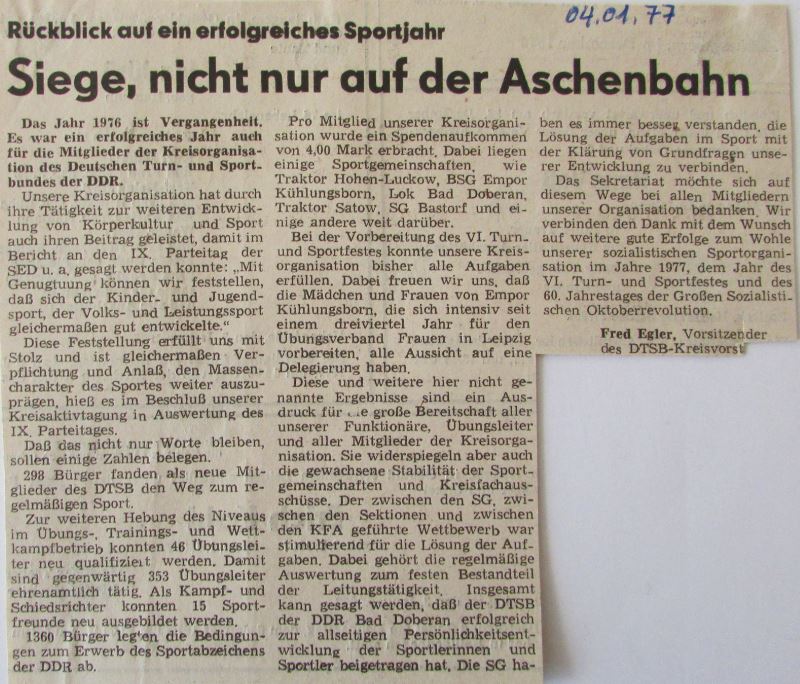 04.01.77
Rückblick auf ein erfolgreiches Sportjahr
Siege, nicht nur auf der Aschenbahn
Das Jahr 1976 ist Vergangenheit.
Es war ein erfolgreiches Jahr auch
für die Mitglieder der Kreisorganisa-
tion des Deutschen Turn- und Sport-
bundes der DDR.
Unsere Kreisorganisation hat durch
ihre Tätigkeit zur weiteren Entwick-
lung von Körperkultur und Sport
auch ihren Beitrag geleistet, damit im
Bericht an den IX. Parteitag der
SED u. a. gesagt werden konnte: „Mit
Genugtuung können wir feststellen,
daß sich der Kinder- und Jugend-
sport, der Volks- und Leistungssport
gleichermaßen gut entwickelte.“
Diese Feststellung erfüllt uns mit
Stolz und ist gleichermaßen Ver-
pflichtung und Anlaß, den Massen-
charakter des Sportes weiter auszu-
prägen, hieß es im Beschluß unserer
Kreisaktivtagung in Auswertung des
IX. Parteitages.
Daß das nicht nur Worte bleiben,
sollen einige Zahlen belegen.
298 Bürger fanden als neue Mit-
glieder des DTSB den Weg zum re-
gelmäßigen Sport.
Zur weiteren Hebung des Niveaus
im Übungs-, Trainings- und Wett-
kampfbetrieb konnten 46 Übungslei-
ter neu qualifiziert werden. Damit
sind gegenwärtig 353 Übungsleiter
ehrenamtlich tätig. Als Kampf- und
Schiedsrichter konnten 15 Sport-
freunde neu ausgebildet werden.
1360 Bürger legten die Bedingun-
gen zum Erwerb des Sportabzeichens
der DDR ab.
Pro Mitglied unserer Kreisorgani-
sation wurde ein Spendenaufkommen
von 4,00 Mark erbracht. Dabei liegen
einige Sportgemeinschaften, wie
Traktor Hohen-Luckow, BSG Empor
Kühlungsborn, Lok Bad Doberan,
Traktor Satow, SG Bastorf und ei-
nige andere weit darüber.
Bei der Vorbereitung des VI. Turn-
und Sportfestes konnte unsere Kreis-
organisation bisher alle Aufgaben
erfüllen. Dabei freuen wir uns, daß
die Mädchen und Frauen von Empor
Kühlungsborn, die sich intensiv seit
einem dreiviertel Jahr für den
Übungsverband Frauen in Leipzig
vorbereiten, alle Aussicht auf eine
Delegierung haben.
Diese und weitere hier nicht ge-
nannte Ergebnisse sind ein Aus-
druck für die große Bereitschaft aller
unserer Funktionäre, Übungsleiter
und aller Mitglieder der Kreisorga-
nisation. Sie widerspiegeln aber auch
die gewachsene Stabilität der Sport-
gemeinschaften und Kreisfachaus-
schüsse. Der zwischen den SG, zwi-
schen den Sektionen und zwischen
den KFA geführte Wettbewerb war
stimulierend für die Lösung der Auf-
gaben. Dabei gehört die regelmäßige
Auswertung zum festen Bestandteil
der Leitungstätigkeit. Insgesamt
kann gesagt werden, daß der DTSB
der DDR Bad Doberan erfolgreich
zur allseitigen Persönlichkeitsent-
wicklung der Sportlerinnen und
Sportler beigetragen hat. Die SG ha-
ben es immer besser verstanden, die
Lösung der Aufgaben im Sport mit
der Klärung von Grundfragen unse-
rer Entwicklung zu verbinden.
Das Sekretariat möchte sich auf
diesem Wege bei allen Mitgliedern
unserer Organisation bedanken. Wir
verbinden den Dank mit dem Wunsch
auf weitere gute Erfolge zum Wohle
unserer sozialistischen Sportorgani-
sation im Jahre 1977, dem Jahr des
VI. Turn- und Sportfestes und des
60. Jahrestages der Großen Sozialisti-
schen Oktoberrevolution.
Fred Egler, Vorsitzender
des DTSB-Kreisvorst